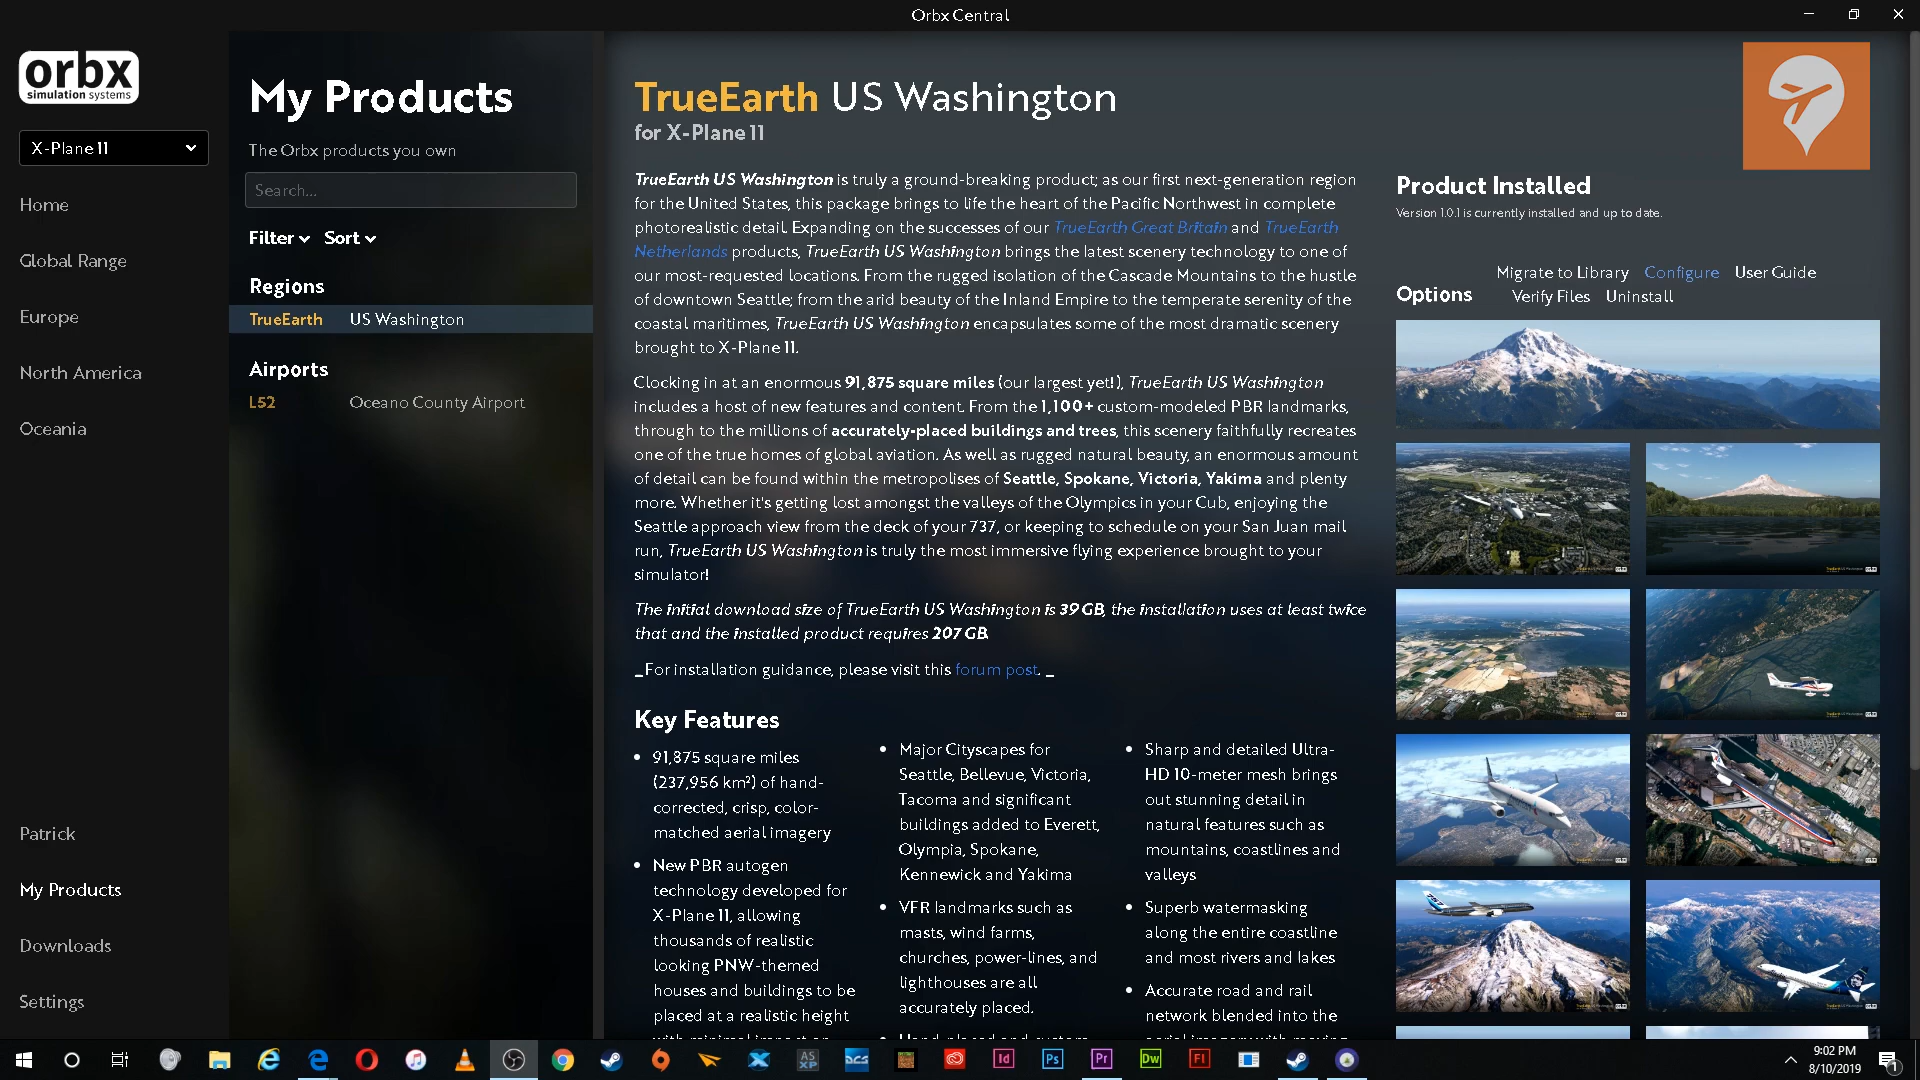 Orbx Central
orbx
simulation systems
X-Plane 11
Home
Global Range
Europe
North America
Oceania
Patrick
My Products
Downloads
Settings
My Products
The Orbx products you own
Search...
Filter Sort
Regions
TrueEarth US Washington
Airports
L52 Oceano County Airport
TrueEarth US Washington
for X-Plane 11
TrueEarth US Washington is truly a ground-breaking product; as our first next-generation region
for the United States, this package brings to life the heart of the Pacific Northwest in complete
photorealistic detail. Expanding on the successes of our TrueEarth Great Britain and TrueEarth
Netherlands products, TrueEarth US Washington brings the latest scenery technology to one of
our most-requested locations. From the rugged isolation of the Cascade Mountains to the hustle
of downtown Seattle; from the arid beauty of the Inland Empire to the temperate serenity of the
coastal maritimes, TrueEarth US Washington encapsulates some of the most dramatic scenery
brought to X-Plane 11.
Clocking in at an enormous 91,875 square miles (our largest yet!), TrueEarth US Washington
includes a host of new features and content. From the 1,100+ custom-modeled PBR landmarks,
through to the millions of accurately-placed buildings and trees, this scenery faithfully recreates
one of the true homes of global aviation. As well as rugged natural beauty, an enormous amount
of detail can be found within the metropolises of Seattle, Spokane, Victoria, Yakima and plenty
more. Whether it's getting lost amongst the valleys of the Olympics in your Cub, enjoying the
Seattle approach view from the deck of your 737, or keeping to schedule on your San Juan mail
run, TrueEarth US Washington is truly the most immersive flying experience brought to your
simulator!
The initial download size of TrueEarth US Washington is 39 GB, the installation uses at least twice
that and the installed product requires 207 GB.
_For installation guidance, please visit this forum post. _
Key Features
• 91,875 square miles
(237,956 km²) of hand-
corrected, crisp, color-
matched aerial imagery
• New PBR autogen
technology developed for
X-Plane 11, allowing
thousands of realistic
looking PNW-themed
houses and buildings to be
placed at a realistic height
with minimal impact on
• Major Cityscapes for
Seattle, Bellevue, Victoria,
Tacoma and significant
buildings added to Everett,
Olympia, Spokane,
Kennewick and Yakima
• VFR landmarks such as
masts, wind farms,
churches, power-lines, and
lighthouses are all
accurately placed.
• Hand-placed and custom
• Sharp and detailed Ultra-
HD 10-meter mesh brings
out stunning detail in
natural features such as
mountains, coastlines and
valleys
• Superb watermasking
along the entire coastline
and most rivers and lakes
• Accurate road and rail
network blended into the
aerial imagery with moving
Product Installed
Version 1.0.1 is currently installed and up to date.
Options
Migrate to Library Configure User Guide
Verify Files Uninstall
AS
XP
DCS
Id
Ps
Pr
Dw
Fl
9:02 PM
8/10/2019
1